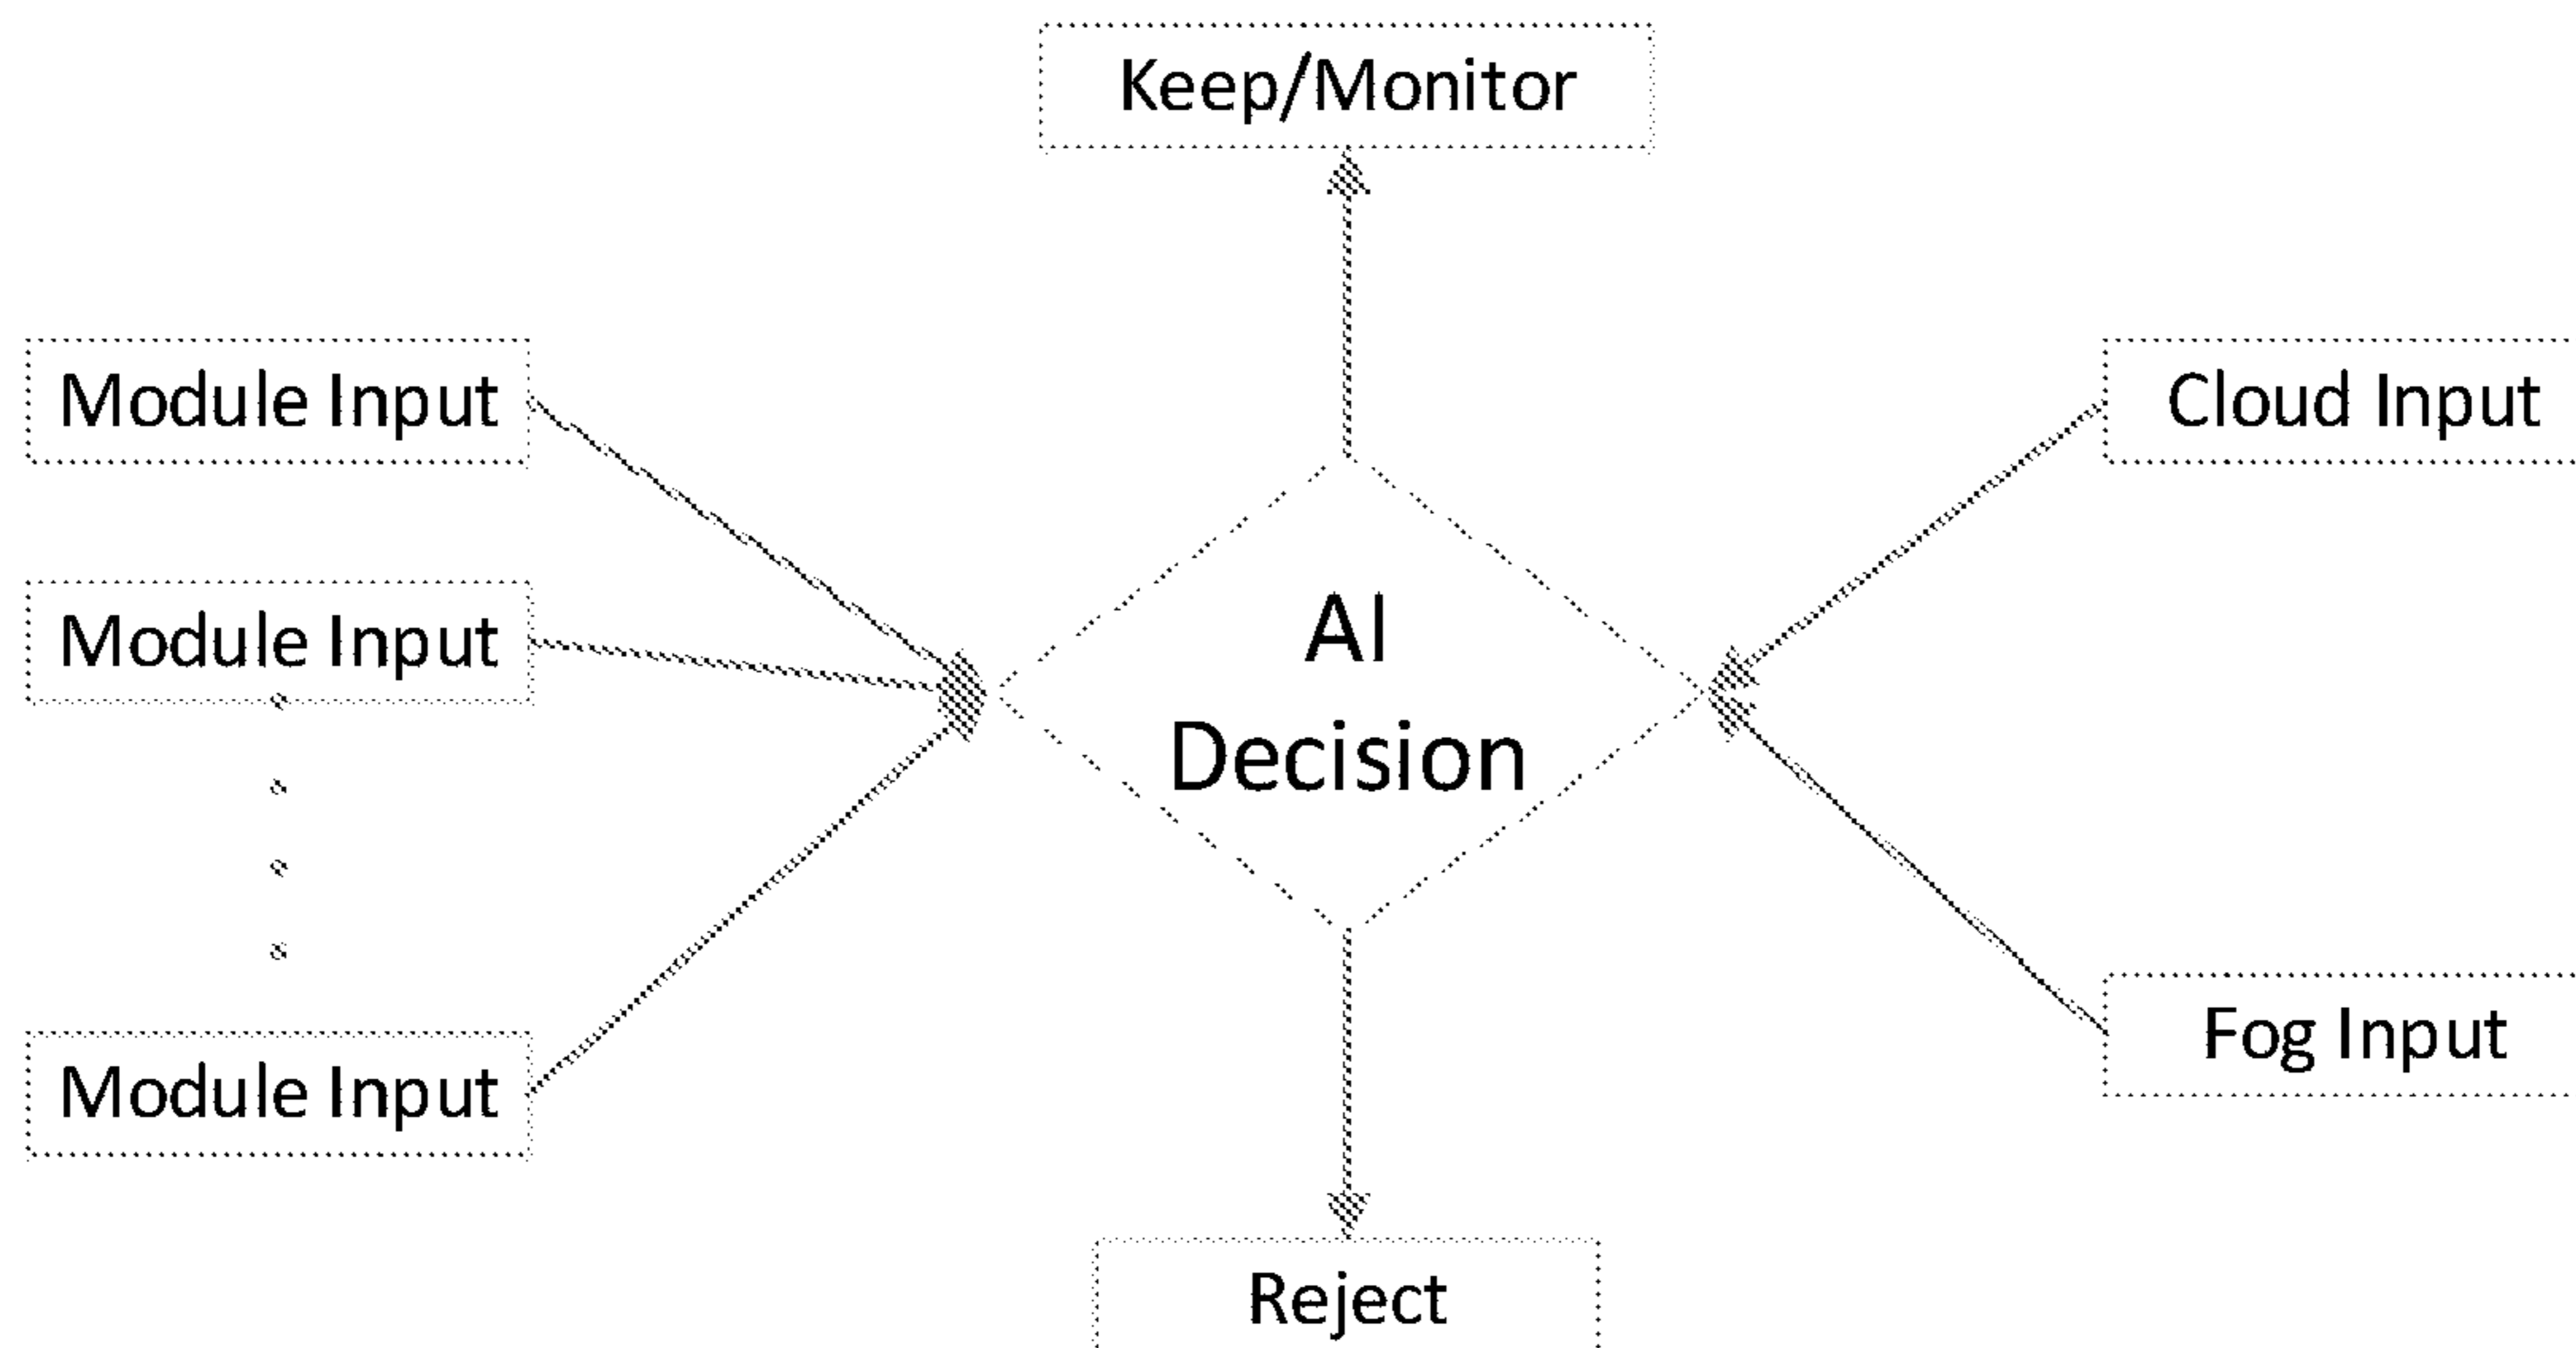 Keep/Monitor
Module Input
Cloud Input
Module Input
AI
Decision
Fog Input
Module Input
Reject